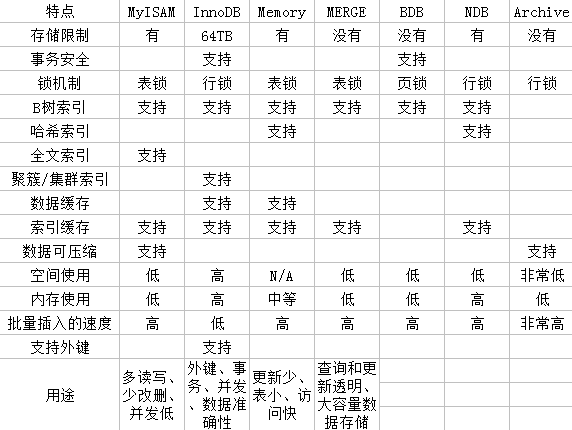 特点 MyISAM InnoDB Memory MERGE BDB NDB Archive
存储限制 有 64TB 有 没有 没有 有 没有
事务安全 支持 支持
锁机制 表锁 行锁 表锁 表锁 页锁 行锁 行锁
B树索引 支持 支持 支持 支持 支持 支持
哈希索引 支持 支持
全文索引 支持
聚簇/集群索引 支持
数据缓存 支持 支持
索引缓存 支持 支持 支持 支持 支持
数据可压缩 支持 支持
空间使用 低 高 N/A 低 低 低 非常低
内存使用 低 高 中等 低 低 高 低
批量插入的速度 高 低 高 高 高 高 非常高
支持外键 支持
用途
多读写、
少改删、
并发低
外键、事
务、并发
、数据准
确性
更新少、
表小、访
问快
查询和更
新透明、
大容量数
据存储